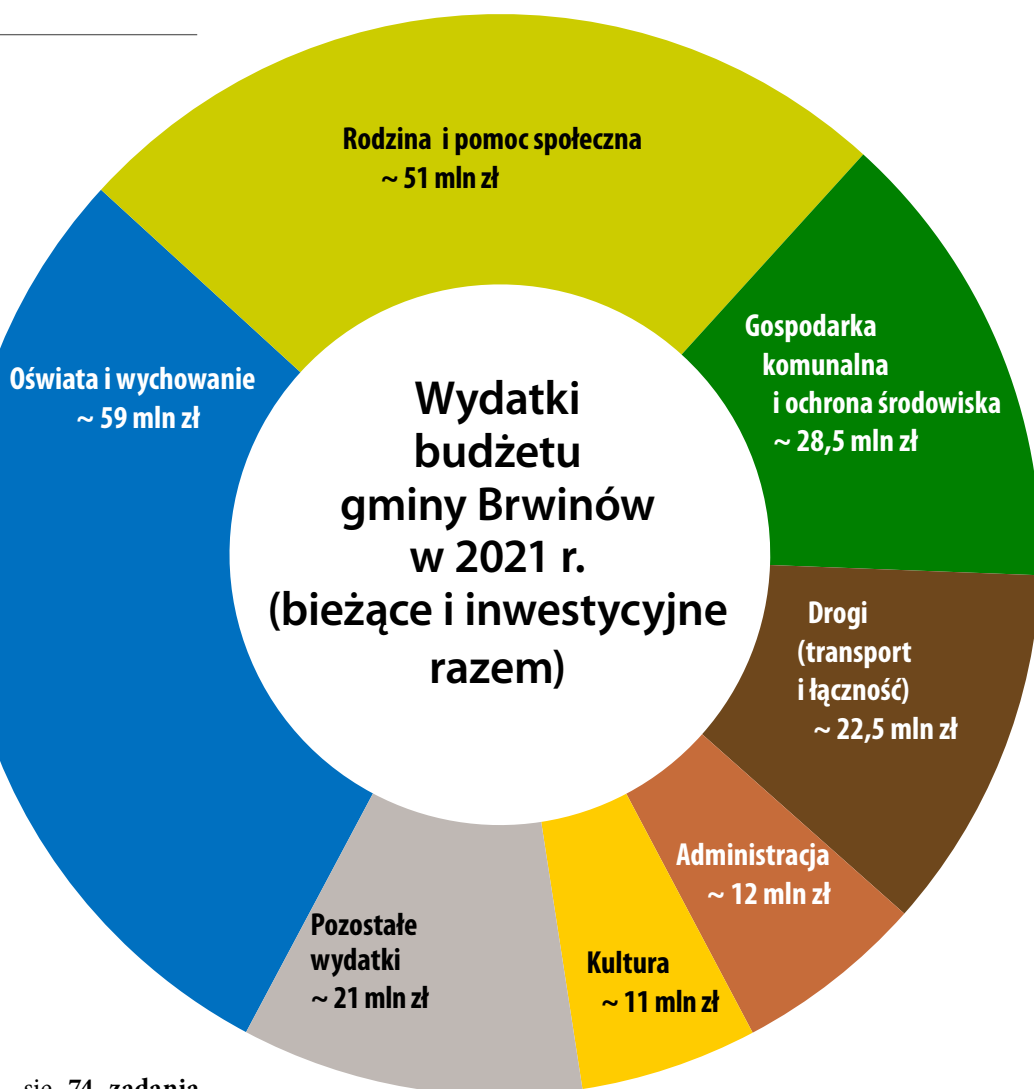 Rodzina i pomoc społeczna
~ 51 mln zł
Gospodarka
komunalna
i ochrona środowiska
~ 28,5 mln zł
Oświata i wychowanie
~ 59 mln zł
Wydatki
budżetu
gminy Brwinów
w 2021 r.
(bieżące i inwestycyjne
razem)
Drogi
(transport
i łączność)
~ 22,5 mln zł
Administracja
~ 12 mln zł
Kultura
~ 11 mln zł
Pozostałe
wydatki
~ 21 mln zł
się 74 zadania